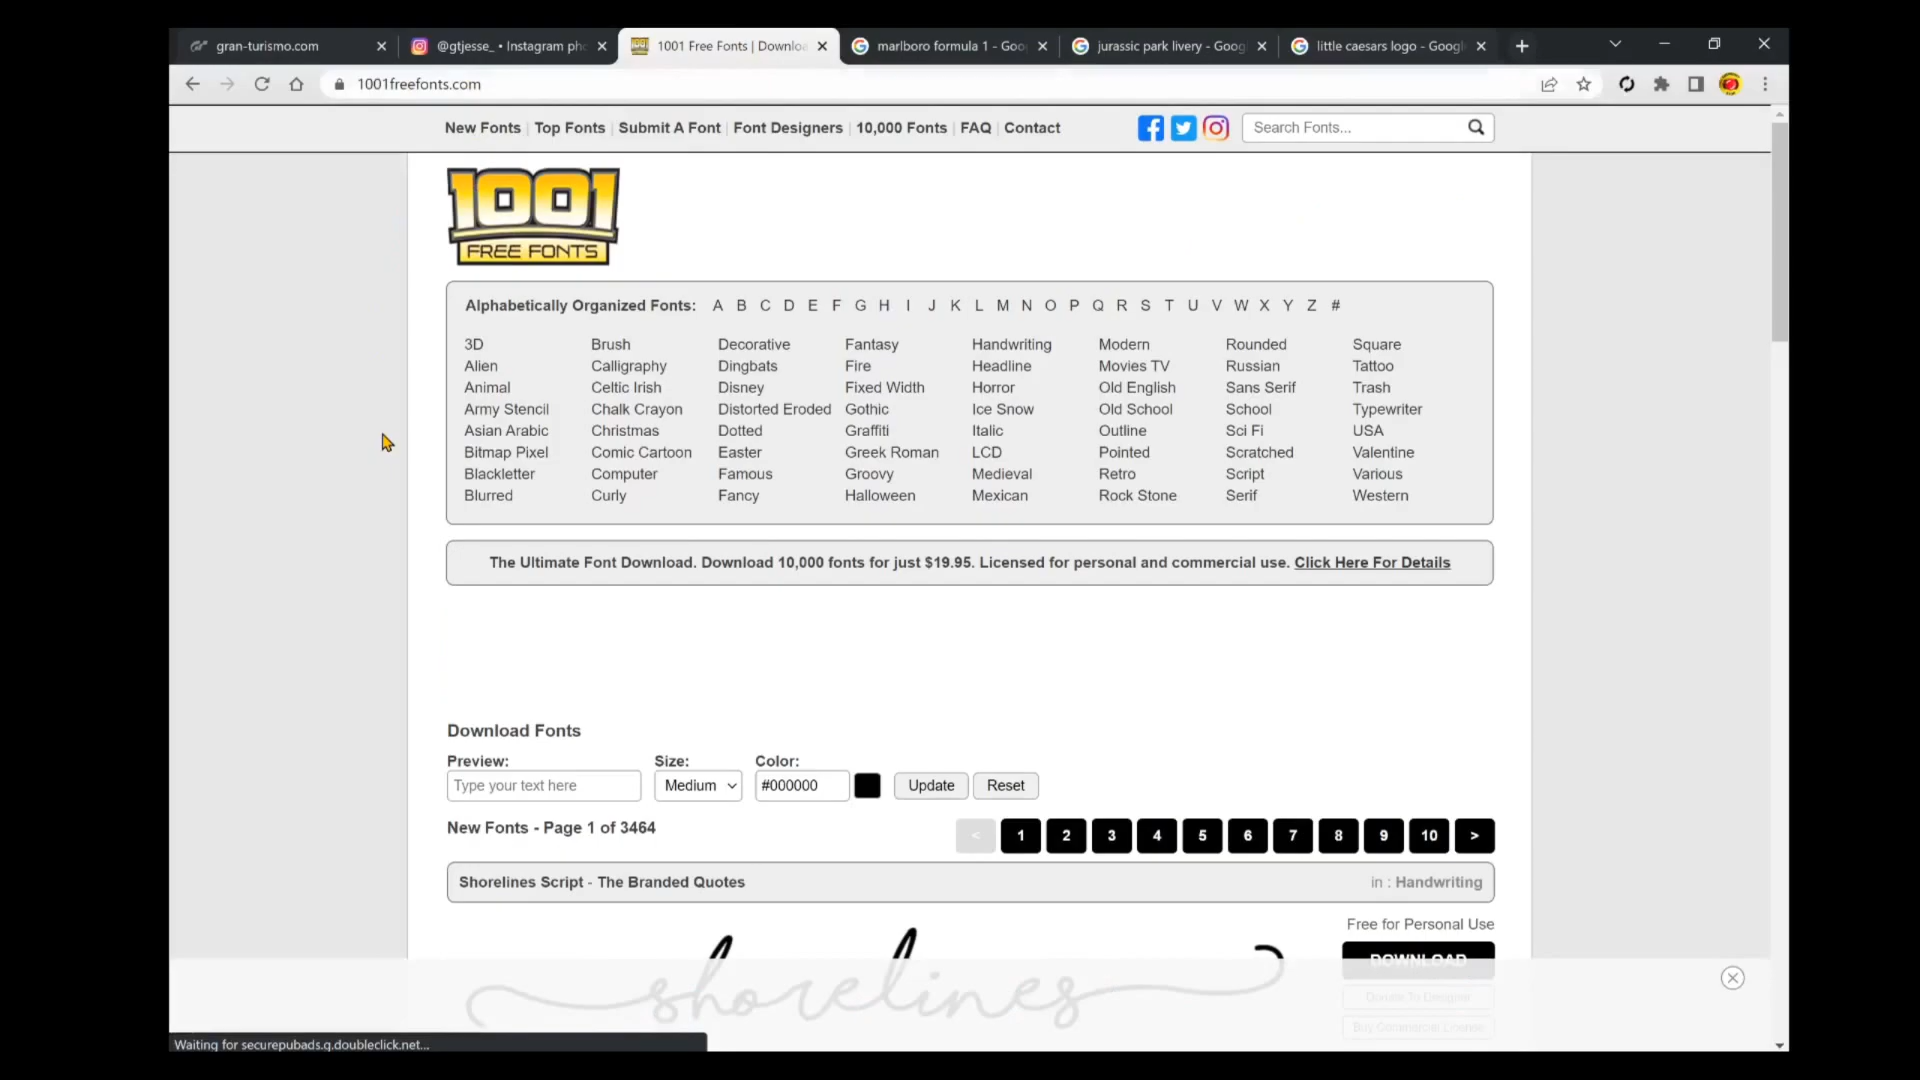 gran-turismo.com
@gtjesse_ • Instagram ph
1001 Free Fonts | Downlo
marlboro formula 1 - Goo
jurassic park livery - Goog
little caesars logo - Googl
1001freefonts.com
New Fonts | Top Fonts | Submit A Font | Font Designers | 10,000 Fonts | FAQ | Contact
Search Fonts...
1001
FREE FONTS
Alphabetically Organized Fonts: A B C D E F G H I J K L M N O P Q R S T U V W X Y Z #
3D Brush Decorative Fantasy Handwriting Modern Rounded Square
Alien Calligraphy Dingbats Fire Headline Movies TV Russian Tattoo
Animal Celtic Irish Disney Fixed Width Horror Old English Sans Serif Trash
Army Stencil Chalk Crayon Distorted Eroded Gothic Ice Snow Old School School Typewriter
Asian Arabic Christmas Dotted Graffiti Italic Outline Sci Fi USA
Bitmap Pixel Comic Cartoon Easter Greek Roman LCD Pointed Scratched Valentine
Blackletter Computer Famous Groovy Medieval Retro Script Various
Blurred Curly Fancy Halloween Mexican Rock Stone Serif Western
The Ultimate Font Download. Download 10,000 fonts for just $19.95. Licensed for personal and commercial use. Click Here For Details
Download Fonts
Preview: Size: Color:
Type your text here Medium #000000 Update Reset
New Fonts - Page 1 of 3464
< 1 2 3 4 5 6 7 8 9 10 >
Shorelines Script - The Branded Quotes in : Handwriting
Free for Personal Use
DOWNLOAD
shorelines
Donate To Designer
Buy Commercial License
Waiting for securepubads.g.doubleclick.net...